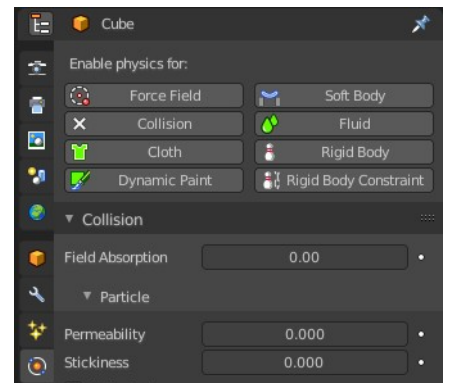 Cube
Enable physics for:
Force Field Soft Body
Collision Fluid
Cloth Rigid Body
Dynamic Paint Rigid Body Constraint
Collision
Field Absorption 0.00
Particle
Permeability 0.000
Stickiness 0.000